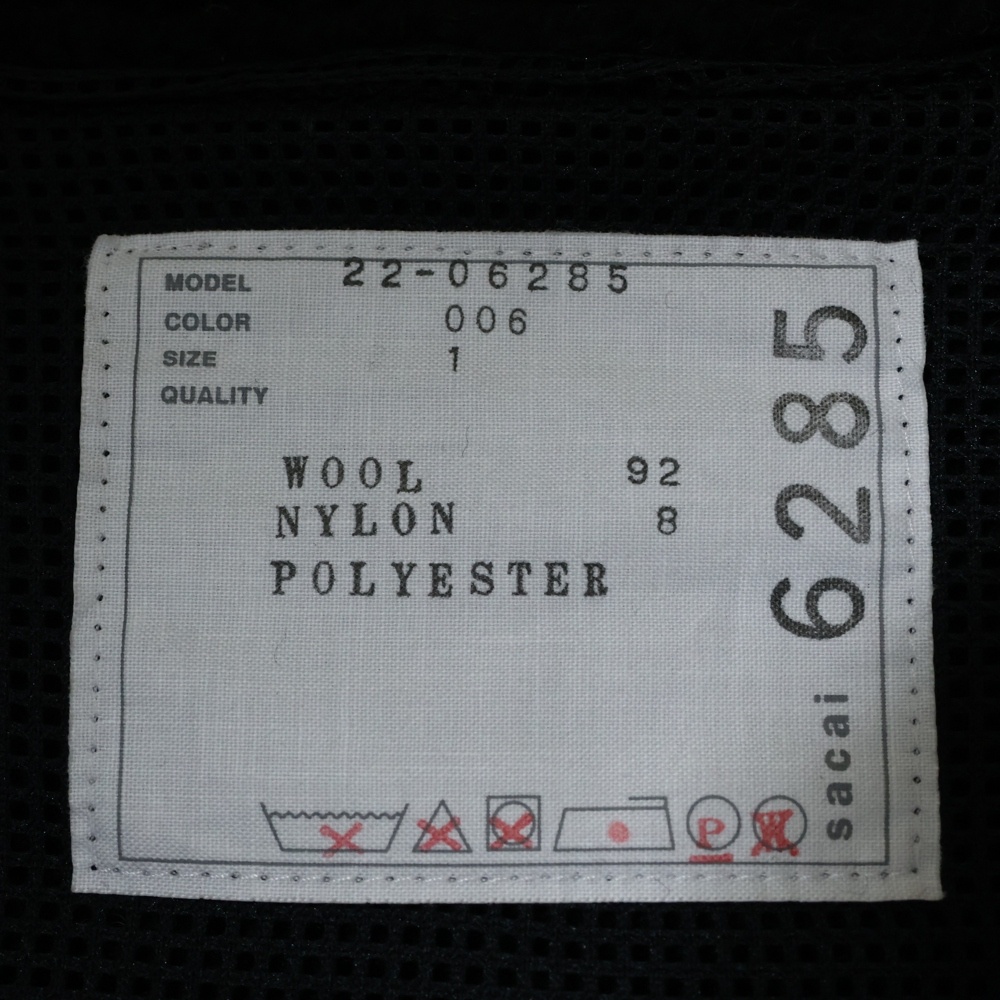 MODEL 22-06285
COLOR 006
SIZE 1
QUALITY
WOOL 92
NYLON 8
POLYESTER
P
W
sacai 6285